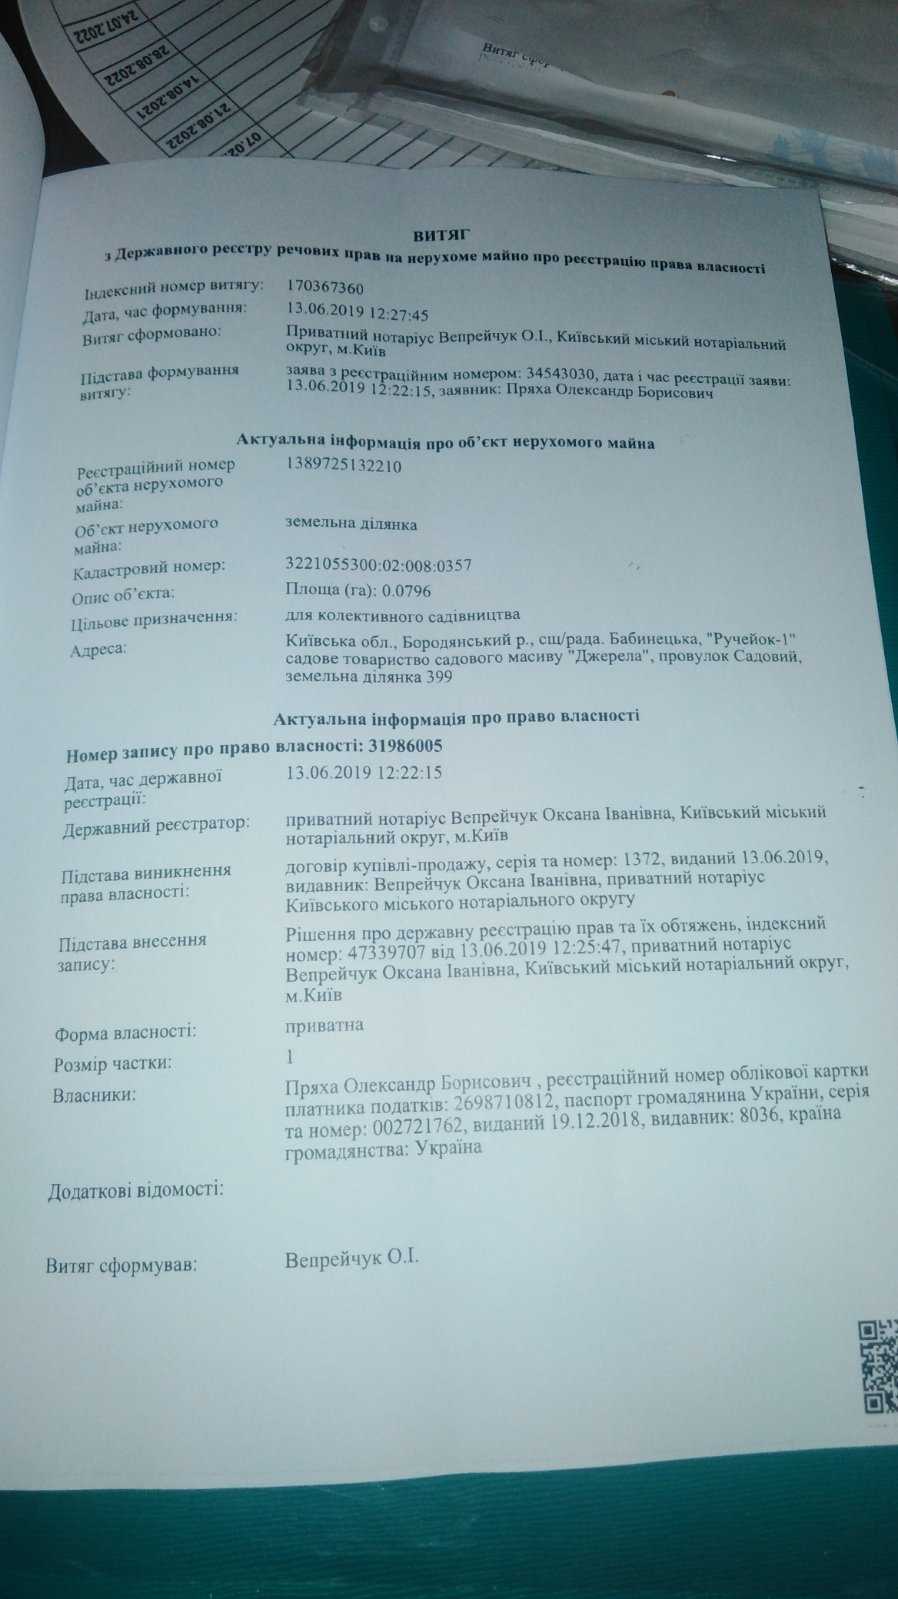 24.07.2022
28.08.2022
14.08.2021
21.08.2022
07.02
Витяг сфор
ВИТЯГ
з Державного реєстру речових прав на нерухоме майно про реєстрацію права власності
Індексний номер витягу: 170367360
Дата, час формування: 13.06.2019 12:27:45
Витяг сформовано: Приватний нотаріус Вепрейчук О.І., Київський міський нотаріальний
округ, м.Київ
Підстава формування заява з реєстраційним номером: 34543030, дата і час реєстрації заяви:
витягу: 13.06.2019 12:22:15, заявник: Пряха Олександр Борисович
Актуальна інформація про об’єкт нерухомого майна
Реєстраційний номер 1389725132210
об’єкта нерухомого
майна:
Об’єкт нерухомого земельна ділянка
майна:
Кадастровий номер: 3221055300:02:008:0357
Опис об’єкта: Площа (га): 0.0796
Цільове призначення: для колективного садівництва
Адреса: Київська обл., Бородянський р., сщ/рада. Бабинецька, "Ручейок-1"
садове товариство садового масиву "Джерела", провулок Садовий,
земельна ділянка 399
Актуальна інформація про право власності
Номер запису про право власності: 31986005
Дата, час державної 13.06.2019 12:22:15
реєстрації:
Державний реєстратор: приватний нотаріус Вепрейчук Оксана Іванівна, Київський міський
нотаріальний округ, м.Київ
Підстава виникнення договір купівлі-продажу, серія та номер: 1372, виданий 13.06.2019,
права власності: видавник: Вепрейчук Оксана Іванівна, приватний нотаріус
Київського міського нотаріального округу
Підстава внесення Рішення про державну реєстрацію прав та їх обтяжень, індексний
запису: номер: 47339707 від 13.06.2019 12:25:47, приватний нотаріус
Вепрейчук Оксана Іванівна, Київський міський нотаріальний округ,
м.Київ
Форма власності: приватна
Розмір частки: 1
Власники: Пряха Олександр Борисович , реєстраційний номер облікової картки
платника податків: 2698710812, паспорт громадянина України, серія
та номер: 002721762, виданий 19.12.2018, видавник: 8036, країна
громадянства: Україна
Додаткові відомості:
Витяг сформував: Вепрейчук О.І.